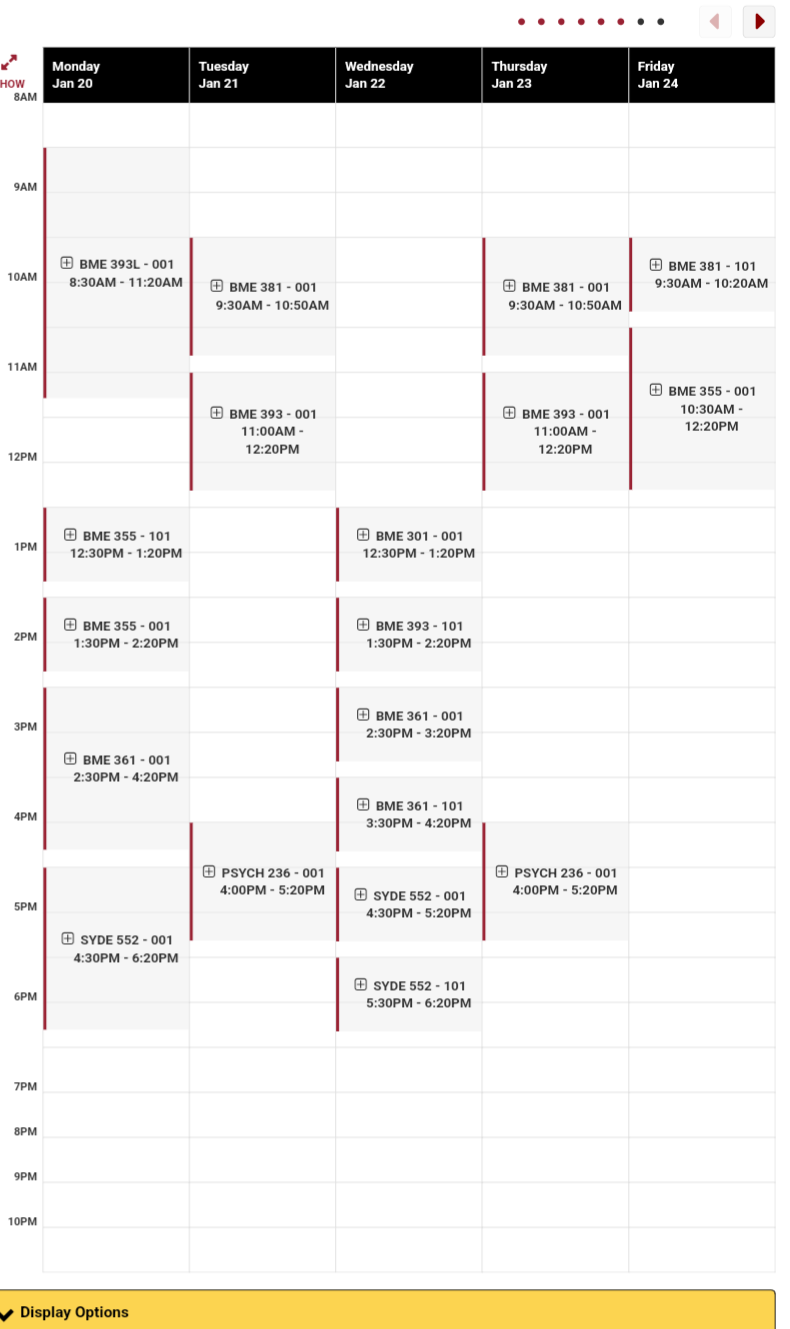 Monday
Jan 20
Tuesday
Jan 21
Wednesday
Jan 22
Thursday
Jan 23
Friday
Jan 24
HOW
8AM
9AM
10AM
11AM
12PM
1PM
2PM
3PM
4PM
5PM
6PM
7PM
8PM
9PM
10PM
BME 393L - 001
8:30AM - 11:20AM
BME 355 - 101
12:30PM - 1:20PM
BME 355 - 001
1:30PM - 2:20PM
BME 361 - 001
2:30PM - 4:20PM
SYDE 552 - 001
4:30PM - 6:20PM
BME 381 - 001
9:30AM - 10:50AM
BME 393 - 001
11:00AM -
12:20PM
PSYCH 236 - 001
4:00PM - 5:20PM
BME 301 - 001
12:30PM - 1:20PM
BME 393 - 101
1:30PM - 2:20PM
BME 361 - 001
2:30PM - 3:20PM
BME 361 - 101
3:30PM - 4:20PM
SYDE 552 - 001
4:30PM - 5:20PM
SYDE 552 - 101
5:30PM - 6:20PM
BME 381 - 001
9:30AM - 10:50AM
BME 393 - 001
11:00AM -
12:20PM
PSYCH 236 - 001
4:00PM - 5:20PM
BME 381 - 101
9:30AM - 10:20AM
BME 355 - 001
10:30AM -
12:20PM
Display Options